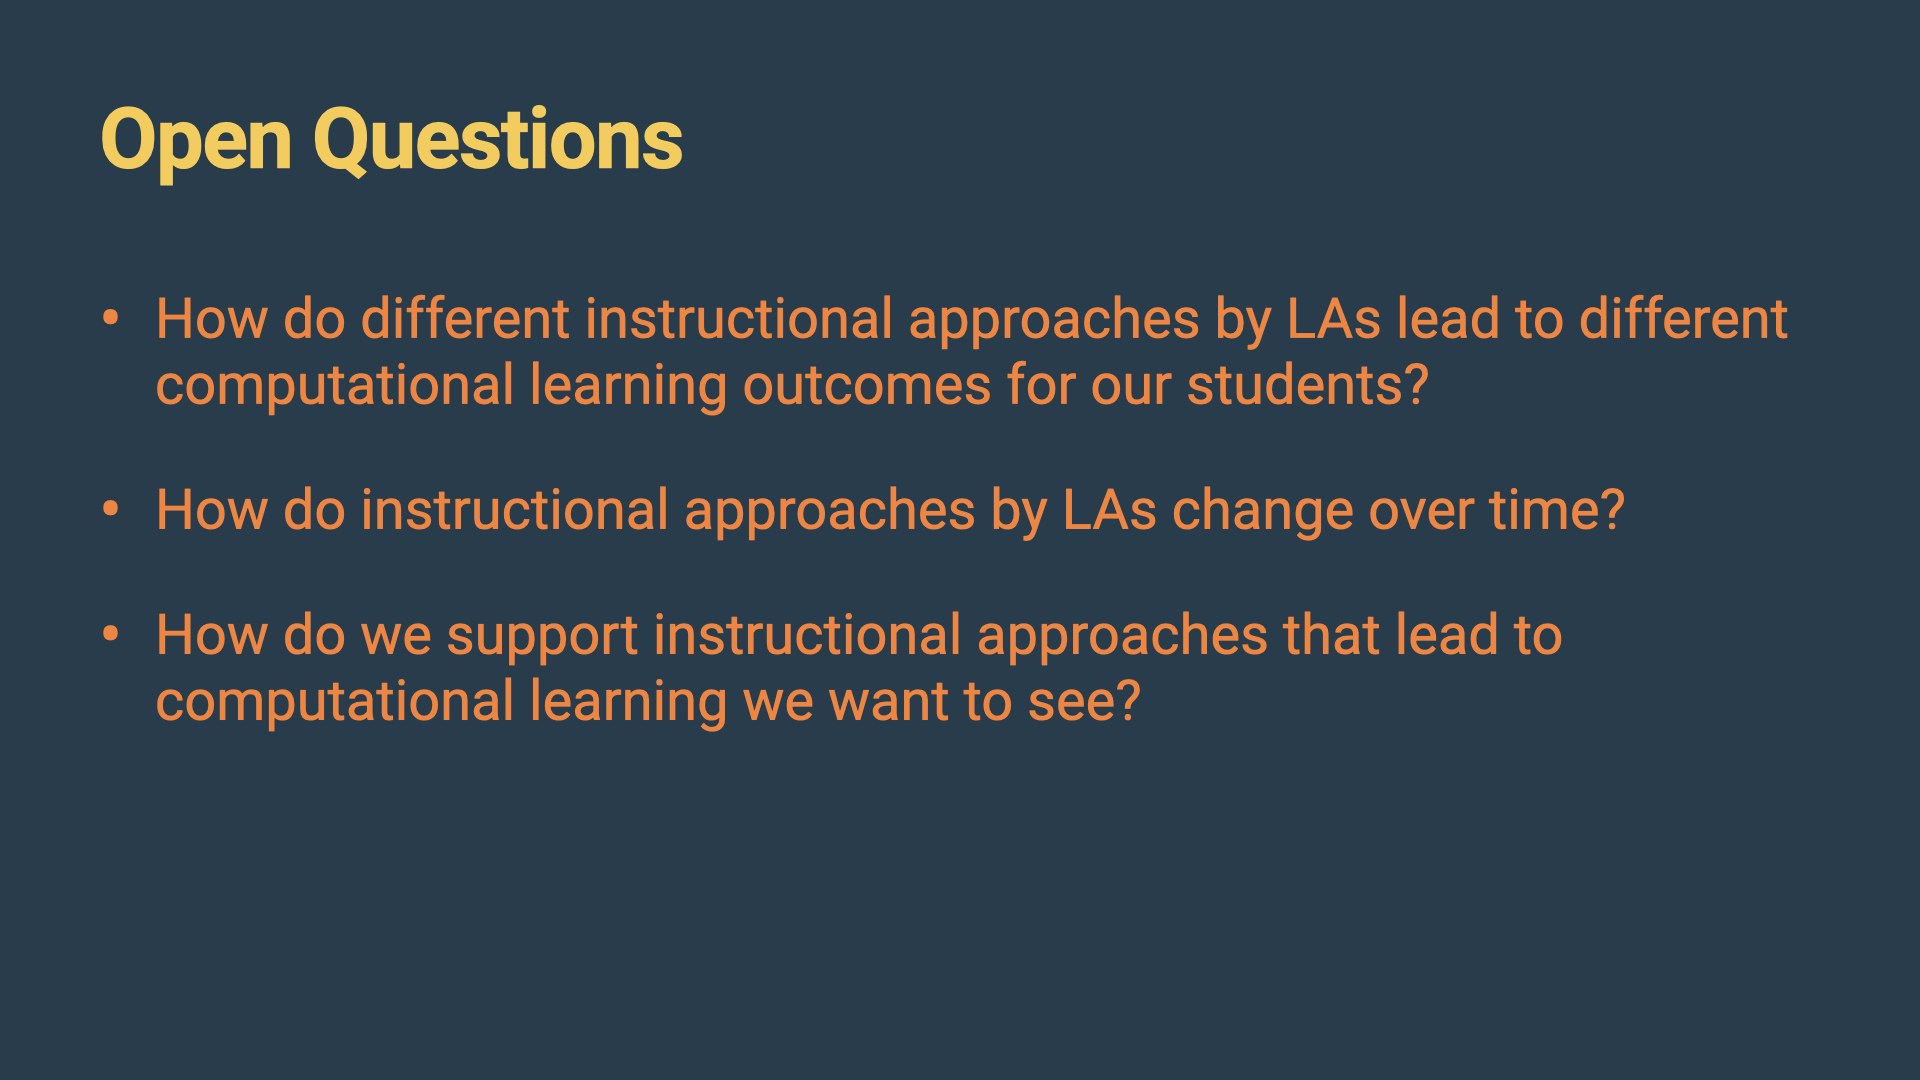 Open Questions
• How do different instructional approaches by LAs lead to different
computational learning outcomes for our students?
• How do instructional approaches by LAs change over time?
• How do we support instructional approaches that lead to
computational learning we want to see?